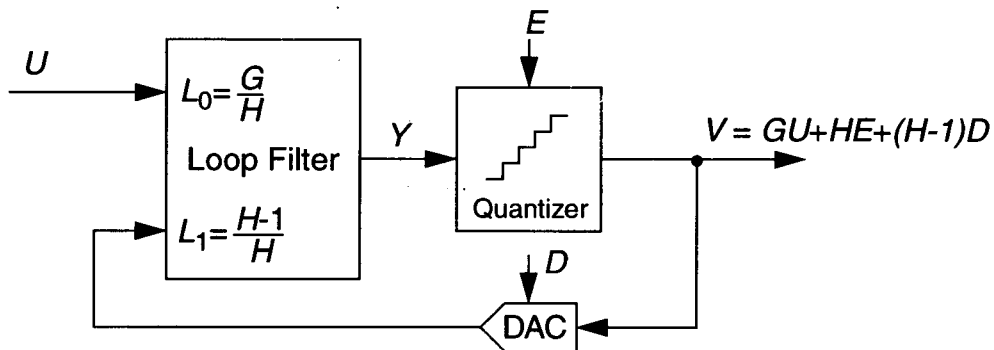 U
L₀=G/H
Loop Filter
L₁=H-1/H
Y
E
Quantizer
V = GU+HE+(H-1)D
D
DAC